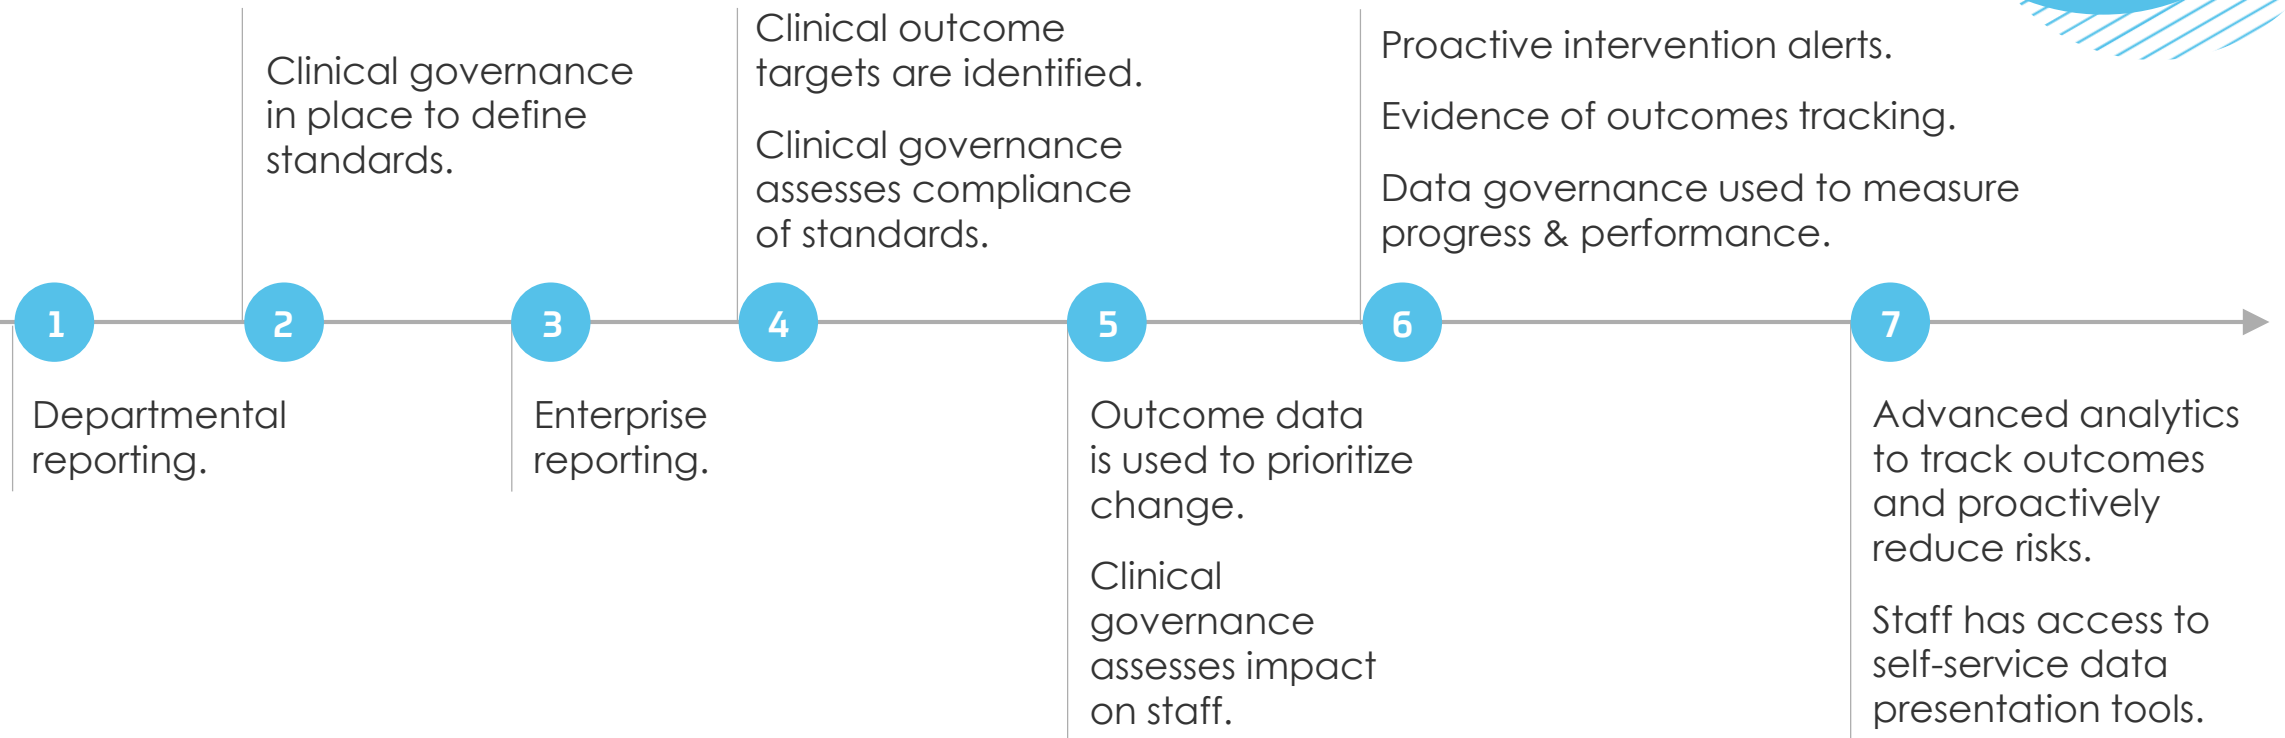 Clinical governance
in place to define
standards.
Clinical outcome
targets are identified.
Clinical governance
assesses compliance
of standards.
Proactive intervention alerts.
Evidence of outcomes tracking.
Data governance used to measure
progress & performance.
1
2
3
4
5
6
7
Departmental
reporting.
Enterprise
reporting.
Outcome data
is used to prioritize
change.
Clinical
governance
assesses impact
on staff.
Advanced analytics
to track outcomes
and proactively
reduce risks.
Staff has access to
self-service data
presentation tools.